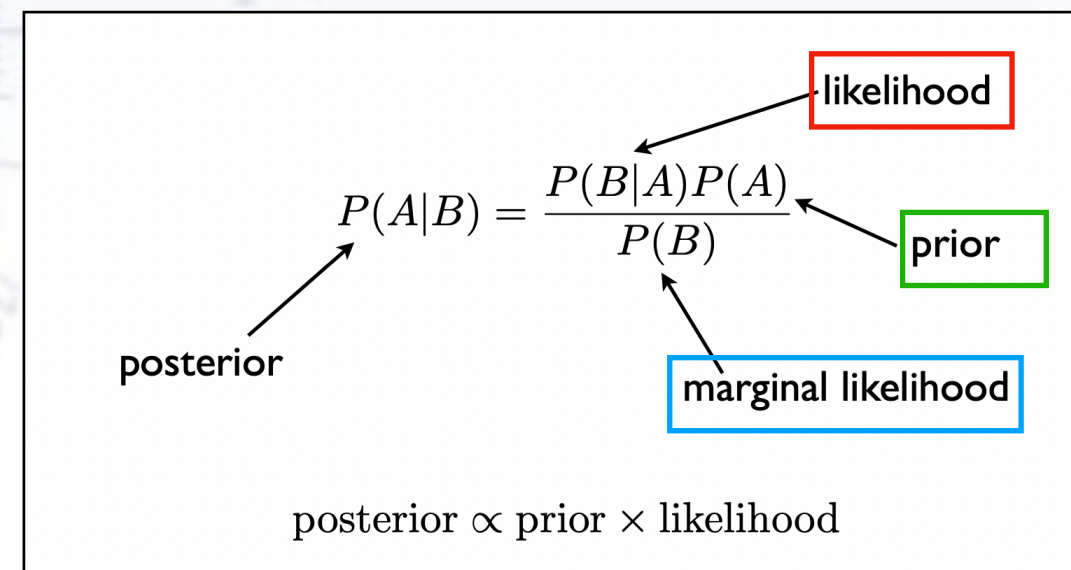 likelihood
P(A|B) = P(B|A)P(A) / P(B)
prior
posterior
marginal likelihood
posterior ∝ prior × likelihood